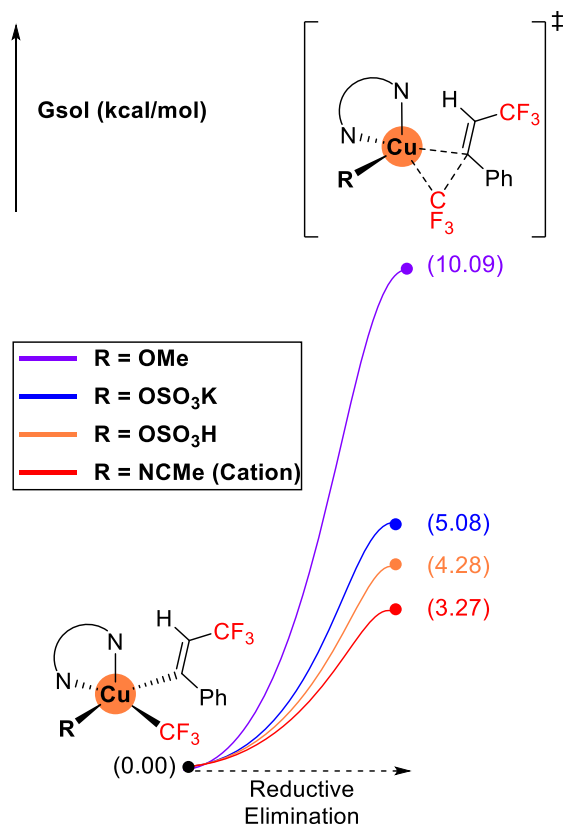 ‡
Gsol (kcal/mol)
N
N
Cu
R
H
CF₃
Ph
C
F₃
(10.09)
R = OMe
R = OSO₃K
R = OSO₃H
R = NCMe (Cation)
(5.08)
(4.28)
(3.27)
H
CF₃
N
N
Cu
Ph
R
CF₃
(0.00)
Reductive
Elimination